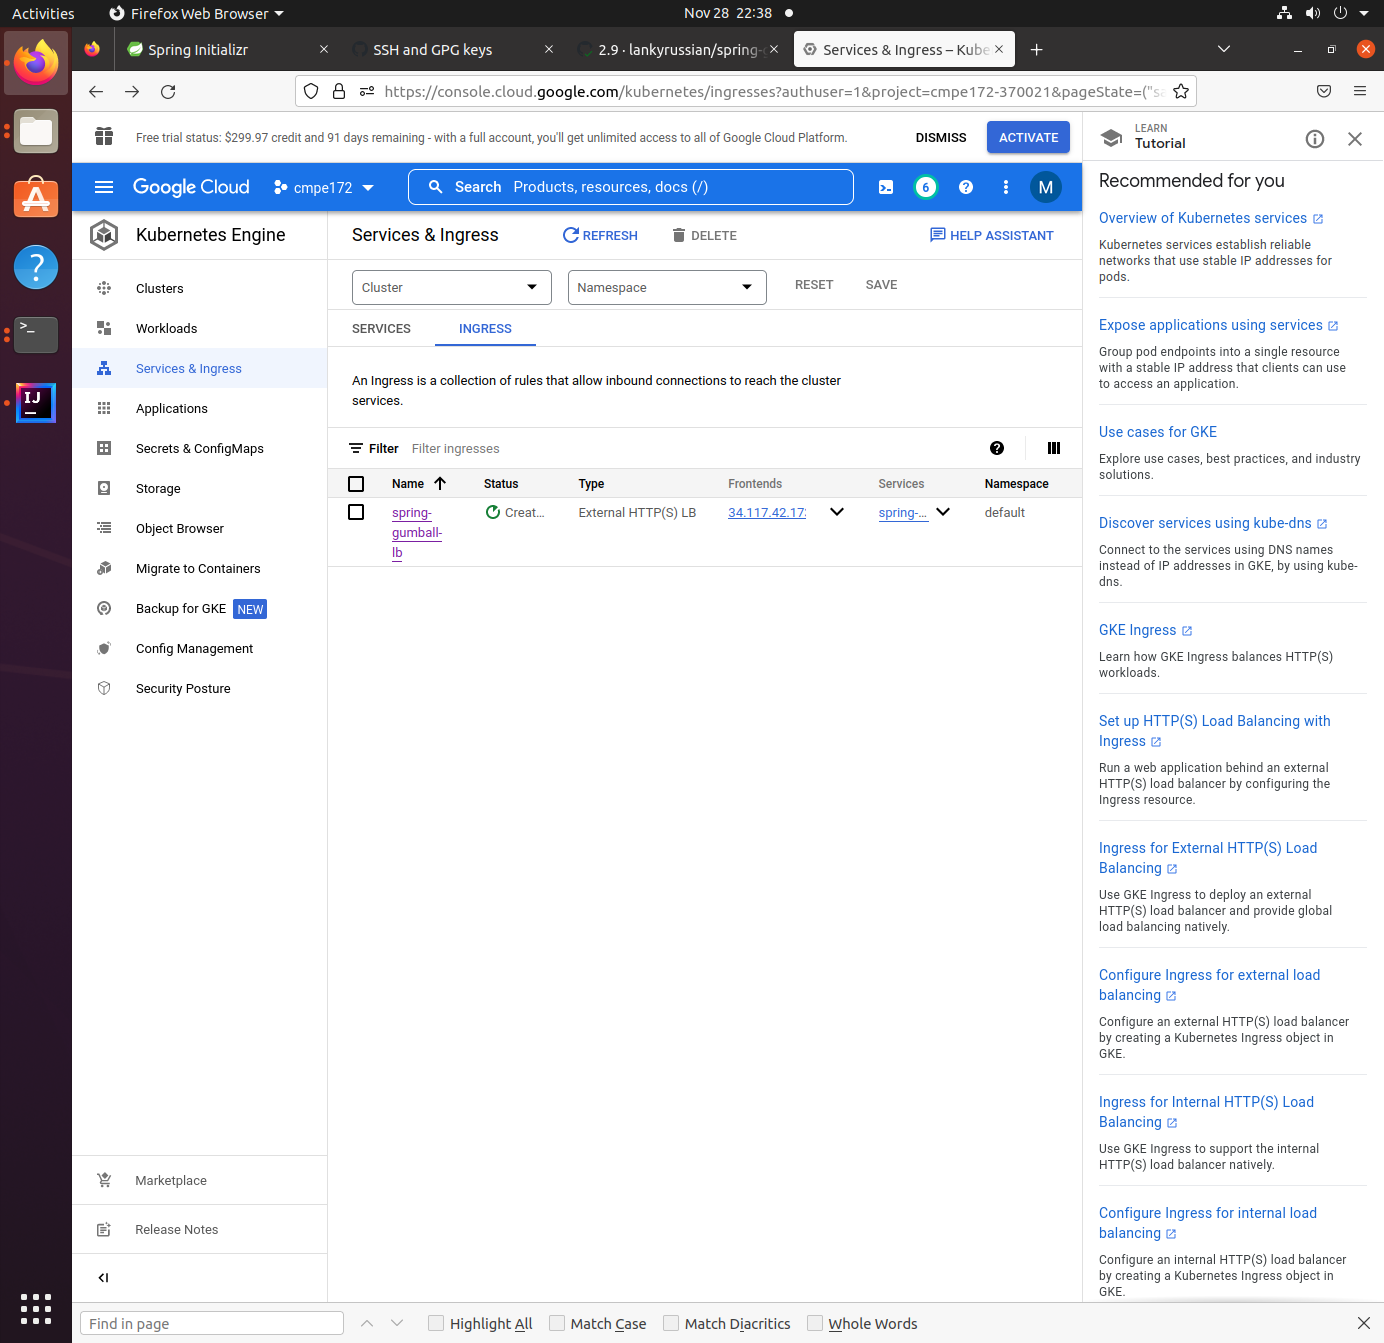 Activities
Firefox Web Browser
Nov 28 22:38
Spring Initializr
SSH and GPG keys
2.9 · lankyrussian/spring-g
Services & Ingress – Kube
https://console.cloud.google.com/kubernetes/ingresses?authuser=1&project=cmpe172-370021&pageState=("sa
Free trial status: $299.97 credit and 91 days remaining - with a full account, you'll get unlimited access to all of Google Cloud Platform.
DISMISS
ACTIVATE
Google Cloud
cmpe172
Search Products, resources, docs (/)
6
M
Kubernetes Engine
Clusters
Workloads
Services & Ingress
Applications
Secrets & ConfigMaps
Storage
Object Browser
Migrate to Containers
Backup for GKE NEW
Config Management
Security Posture
Marketplace
Release Notes
Services & Ingress
REFRESH
DELETE
HELP ASSISTANT
Cluster
Namespace
RESET
SAVE
SERVICES
INGRESS
An Ingress is a collection of rules that allow inbound connections to reach the cluster
services.
Filter Filter ingresses
Name Status Type Frontends Services Namespace
spring-
gumball-
lb
Creat...
External HTTP(S) LB
34.117.42.17
spring-...
default
LEARN
Tutorial
Recommended for you
Overview of Kubernetes services
Kubernetes services establish reliable
networks that use stable IP addresses for
pods.
Expose applications using services
Group pod endpoints into a single resource
with a stable IP address that clients can use
to access an application.
Use cases for GKE
Explore use cases, best practices, and industry
solutions.
Discover services using kube-dns
Connect to the services using DNS names
instead of IP addresses in GKE, by using kube-
dns.
GKE Ingress
Learn how GKE Ingress balances HTTP(S)
workloads.
Set up HTTP(S) Load Balancing with
Ingress
Run a web application behind an external
HTTP(S) load balancer by configuring the
Ingress resource.
Ingress for External HTTP(S) Load
Balancing
Use GKE Ingress to deploy an external
HTTP(S) load balancer and provide global
load balancing natively.
Configure Ingress for external load
balancing
Configure an external HTTP(S) load balancer
by creating a Kubernetes Ingress object in
GKE.
Ingress for Internal HTTP(S) Load
Balancing
Use GKE Ingress to support the internal
HTTP(S) load balancer natively.
Configure Ingress for internal load
balancing
Configure an internal HTTP(S) load balancer
by creating a Kubernetes Ingress object in
GKE.
Find in page
Highlight All
Match Case
Match Diacritics
Whole Words